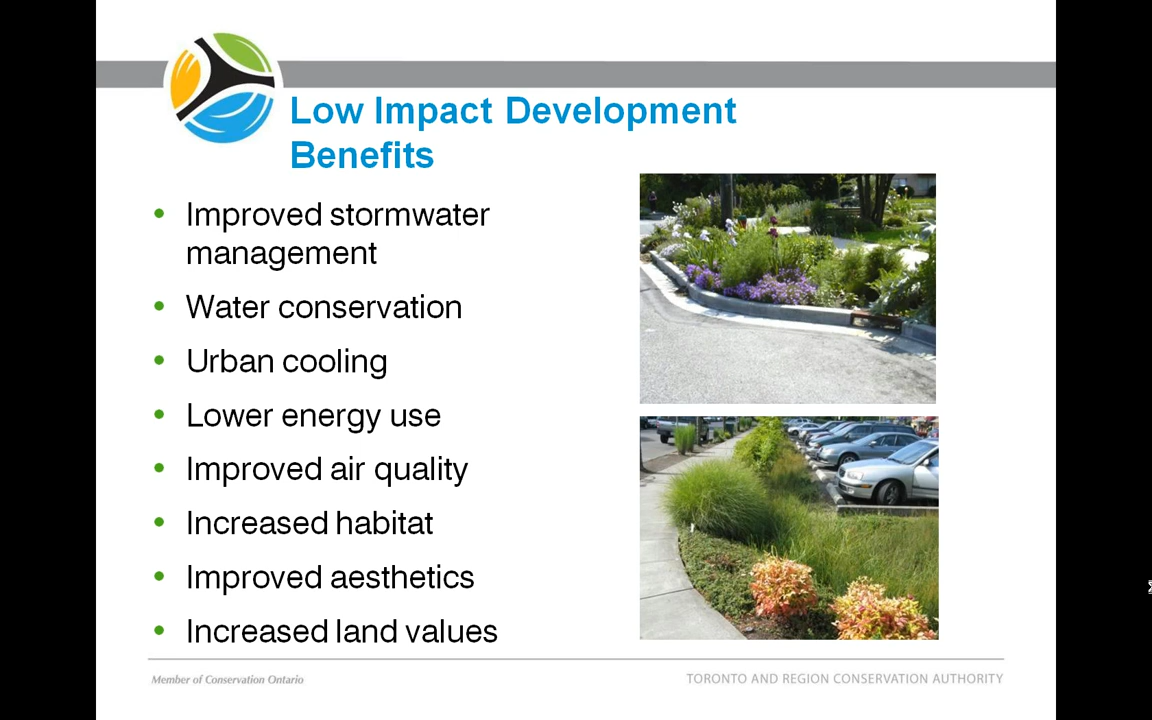 Low Impact Development
Benefits
• Improved stormwater
management
• Water conservation
• Urban cooling
• Lower energy use
• Improved air quality
• Increased habitat
• Improved aesthetics
• Increased land values
Member of Conservation Ontario
TORONTO AND REGION CONSERVATION AUTHORITY